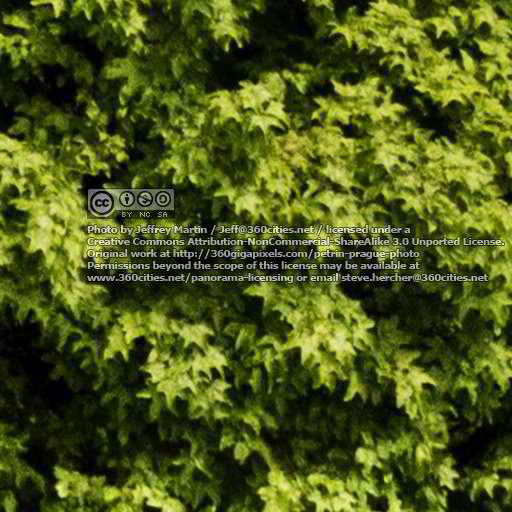 cc BY NC SA
Photo by Jeffrey Martin / Jeff@360cities.net / licensed under a
Creative Commons Attribution-NonCommercial-ShareAlike 3.0 Unported License.
Original work at http://360gigapixels.com/petrin-prague-photo
Permissions beyond the scope of this license may be available at
www.360cities.net/panorama-licensing or email steve.hercher@360cities.net